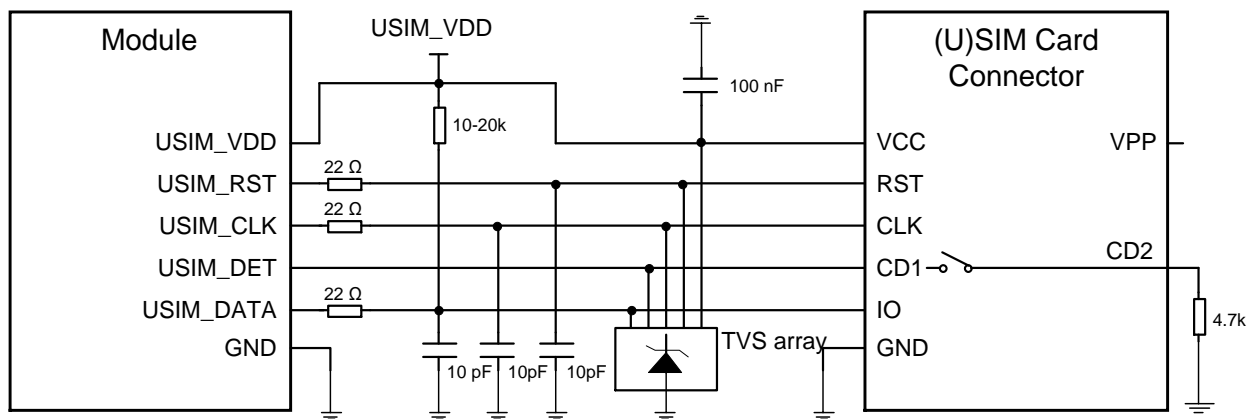 Module
USIM_VDD
(U)SIM Card
Connector
100 nF
10-20k
USIM_VDD
VCC
VPP
22 Ω
USIM_RST
RST
22 Ω
USIM_CLK
CLK
USIM_DET
CD1
CD2
22 Ω
USIM_DATA
IO
4.7k
GND
TVS array
GND
10 pF
10pF
10pF